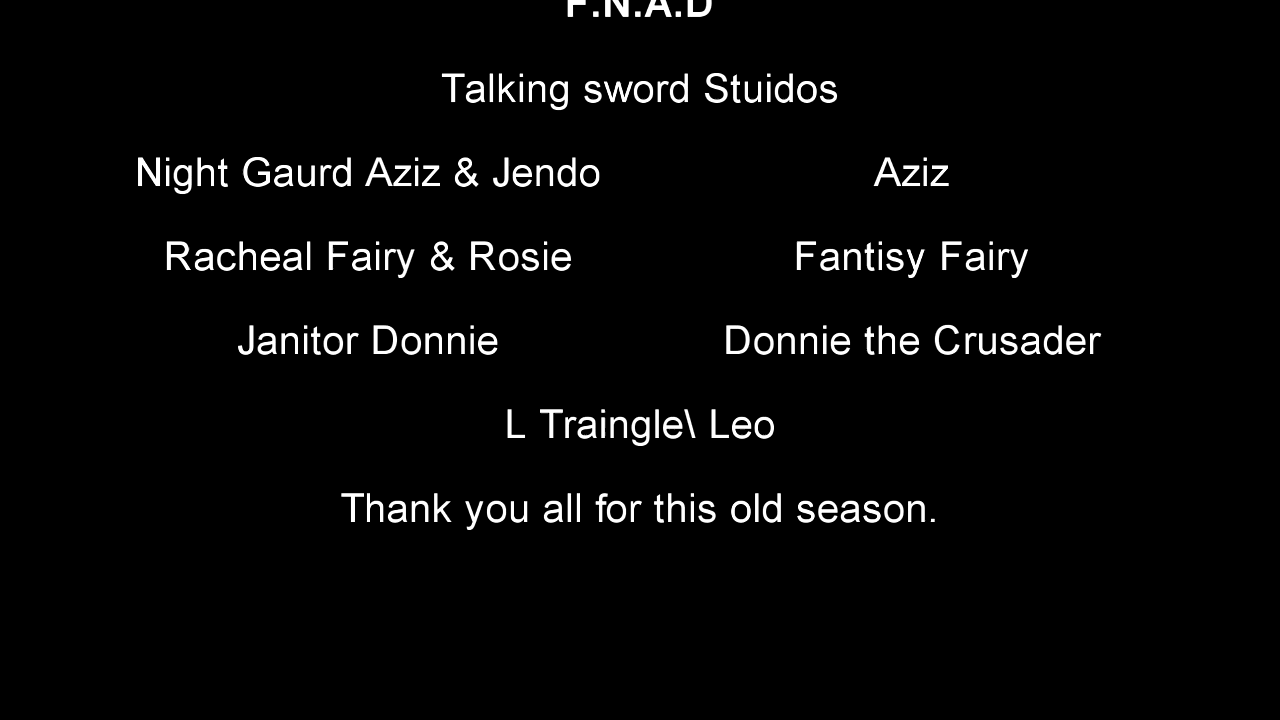 F.N.A.D
Talking sword Stuidos
Night Gaurd Aziz & Jendo Aziz
Racheal Fairy & Rosie Fantisy Fairy
Janitor Donnie Donnie the Crusader
L Traingle\ Leo
Thank you all for this old season.